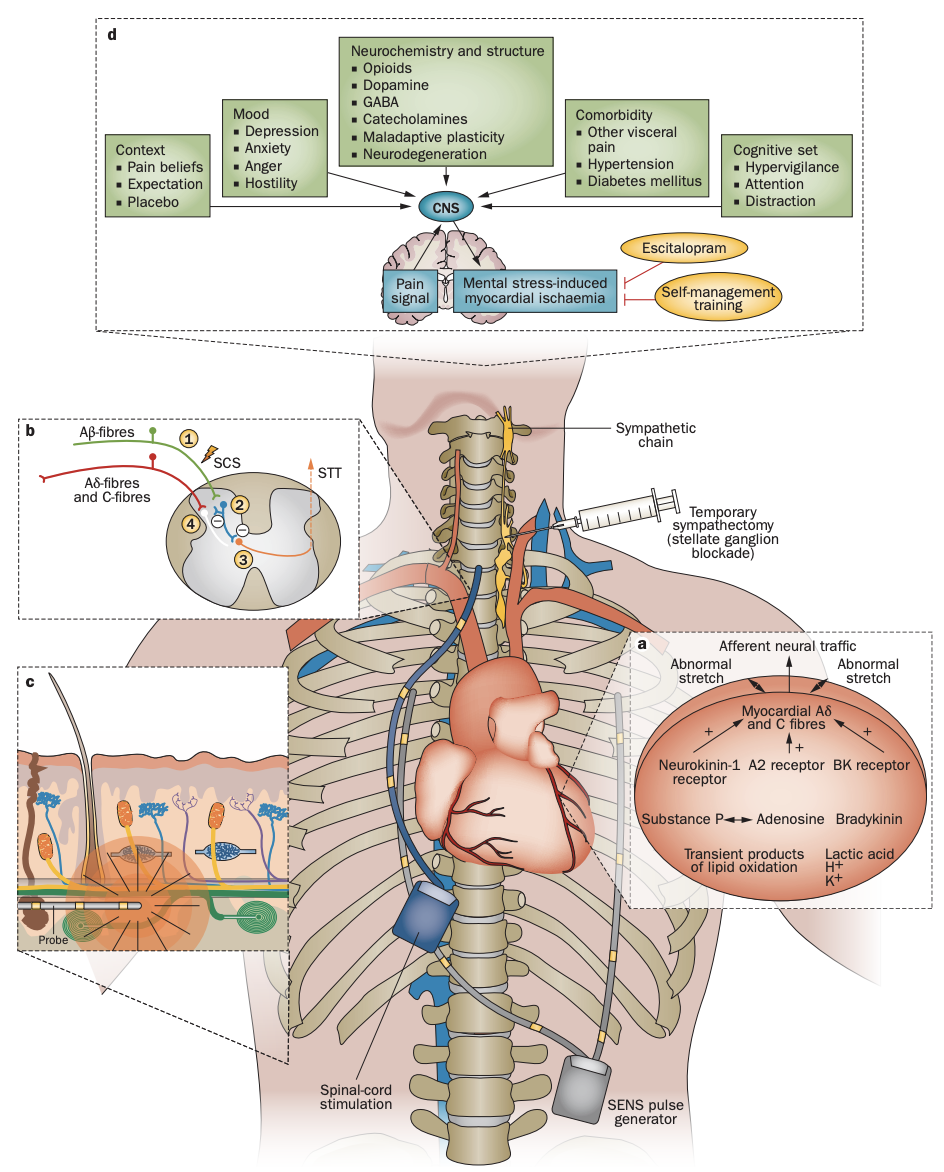 d
Neurochemistry and structure
▪ Opioids
▪ Dopamine
▪ GABA
▪ Catecholamines
▪ Maladaptive plasticity
▪ Neurodegeneration
Mood
▪ Depression
▪ Anxiety
▪ Anger
▪ Hostility
Comorbidity
▪ Other visceral
pain
▪ Hypertension
▪ Diabetes mellitus
Context
▪ Pain beliefs
▪ Expectation
▪ Placebo
Cognitive set
▪ Hypervigilance
▪ Attention
▪ Distraction
CNS
Pain
signal
Mental stress-induced
myocardial ischaemia
Escitalopram
Self-management
training
b
Aβ-fibres
1
SCS
STT
Aδ-fibres
and C-fibres
2
4
−
−
3
Sympathetic
chain
Temporary
sympathectomy
(stellate ganglion
blockade)
a
Afferent neural traffic
Abnormal
stretch
Abnormal
stretch
Myocardial Aδ
and C fibres
+
+
+
Neurokinin-1
receptor
A2 receptor
BK receptor
Substance P
Adenosine
Bradykinin
Transient products
of lipid oxidation
Lactic acid
H+
K+
c
Probe
Spinal-cord
stimulation
SENS pulse
generator